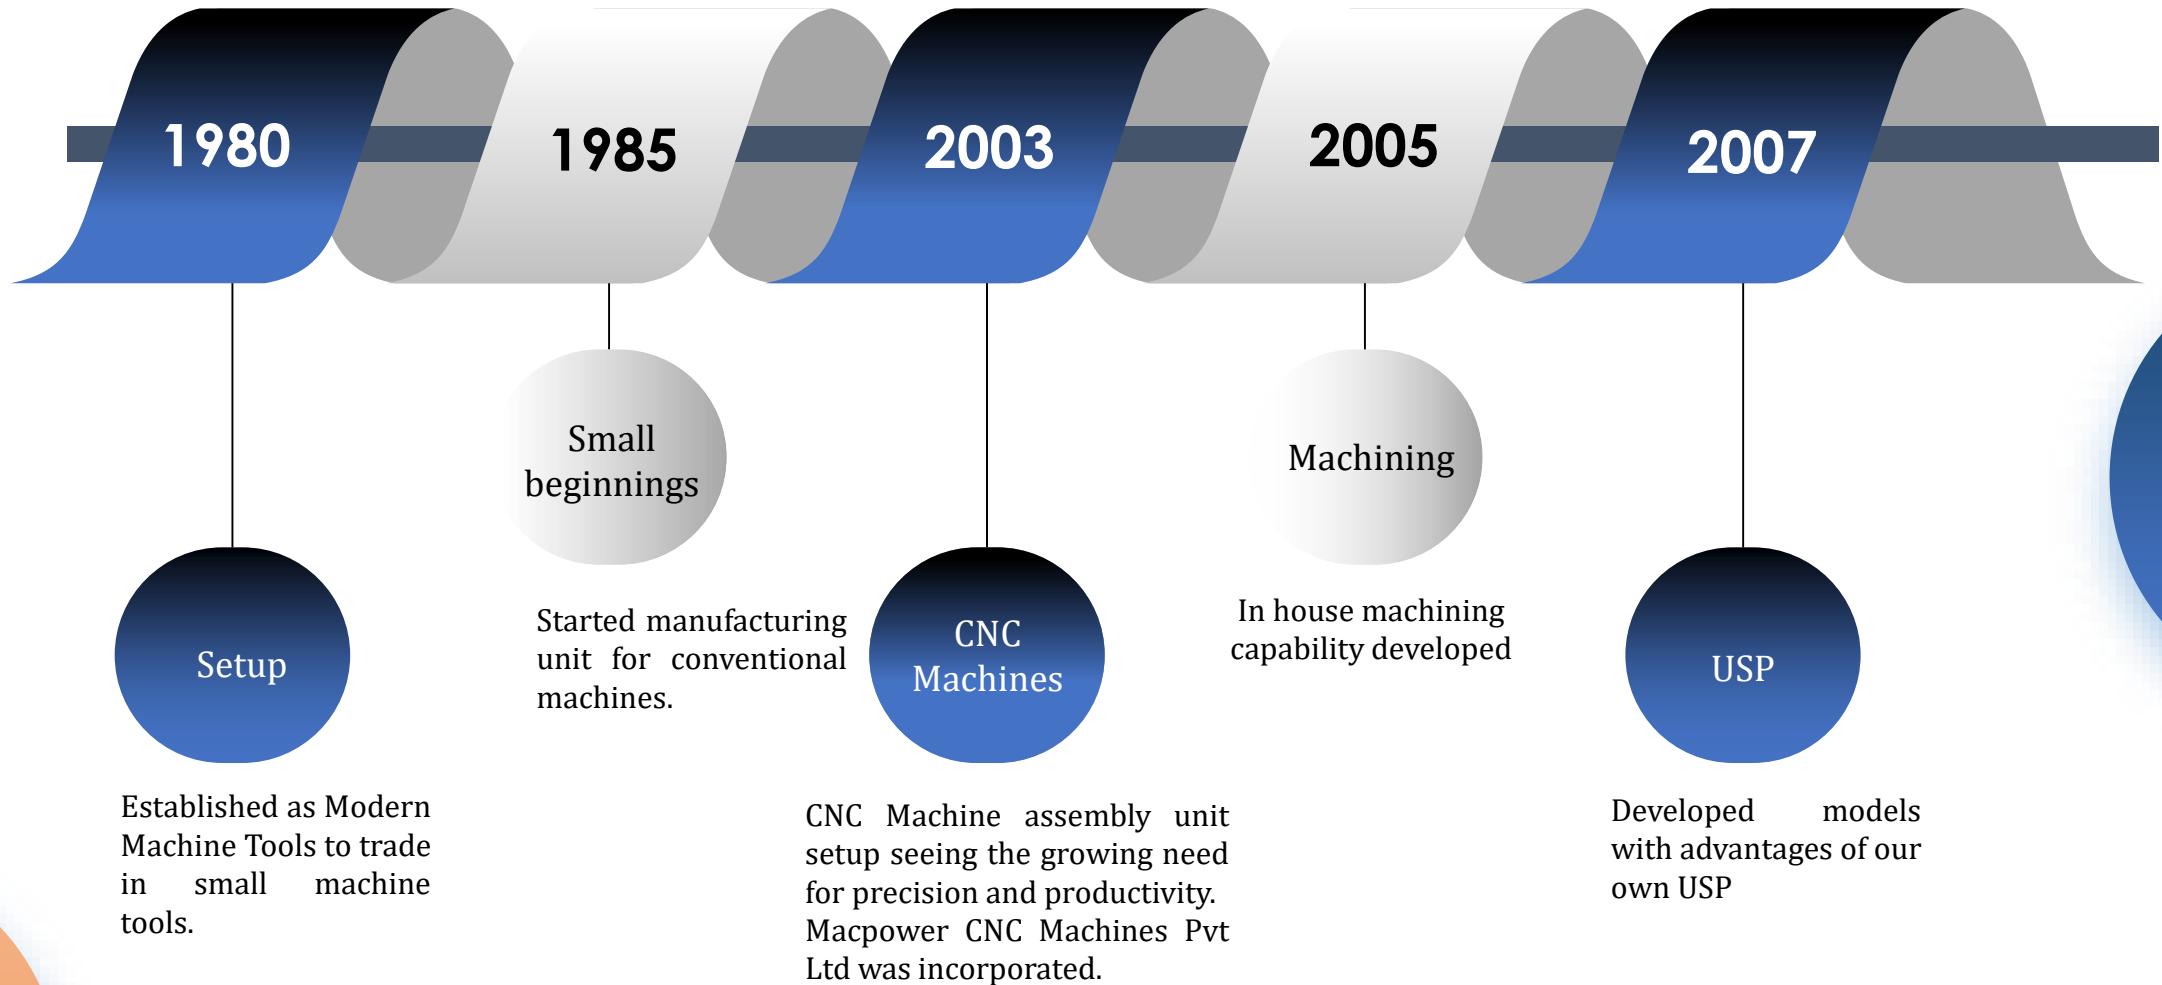 1980
1985
2003
2005
2007
Setup
Established as Modern
Machine Tools to trade
in small machine
tools.
Small
beginnings
Started manufacturing
unit for conventional
machines.
CNC
Machines
CNC Machine assembly unit
setup seeing the growing need
for precision and productivity.
Macpower CNC Machines Pvt
Ltd was incorporated.
Machining
In house machining
capability developed
USP
Developed models
with advantages of our
own USP